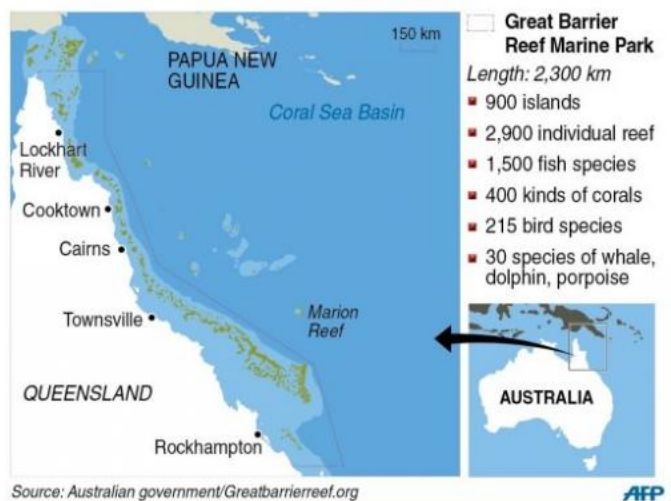 150 km
PAPUA NEW
GUINEA
Coral Sea Basin
Lockhart
River
Cooktown
Cairns
Townsville
Marion
Reef
QUEENSLAND
Rockhampton
Great Barrier
Reef Marine Park
Length: 2,300 km
900 islands
2,900 individual reef
1,500 fish species
400 kinds of corals
215 bird species
30 species of whale,
dolphin, porpoise
AUSTRALIA
Source: Australian government/Greatbarrierreef.org
AFP